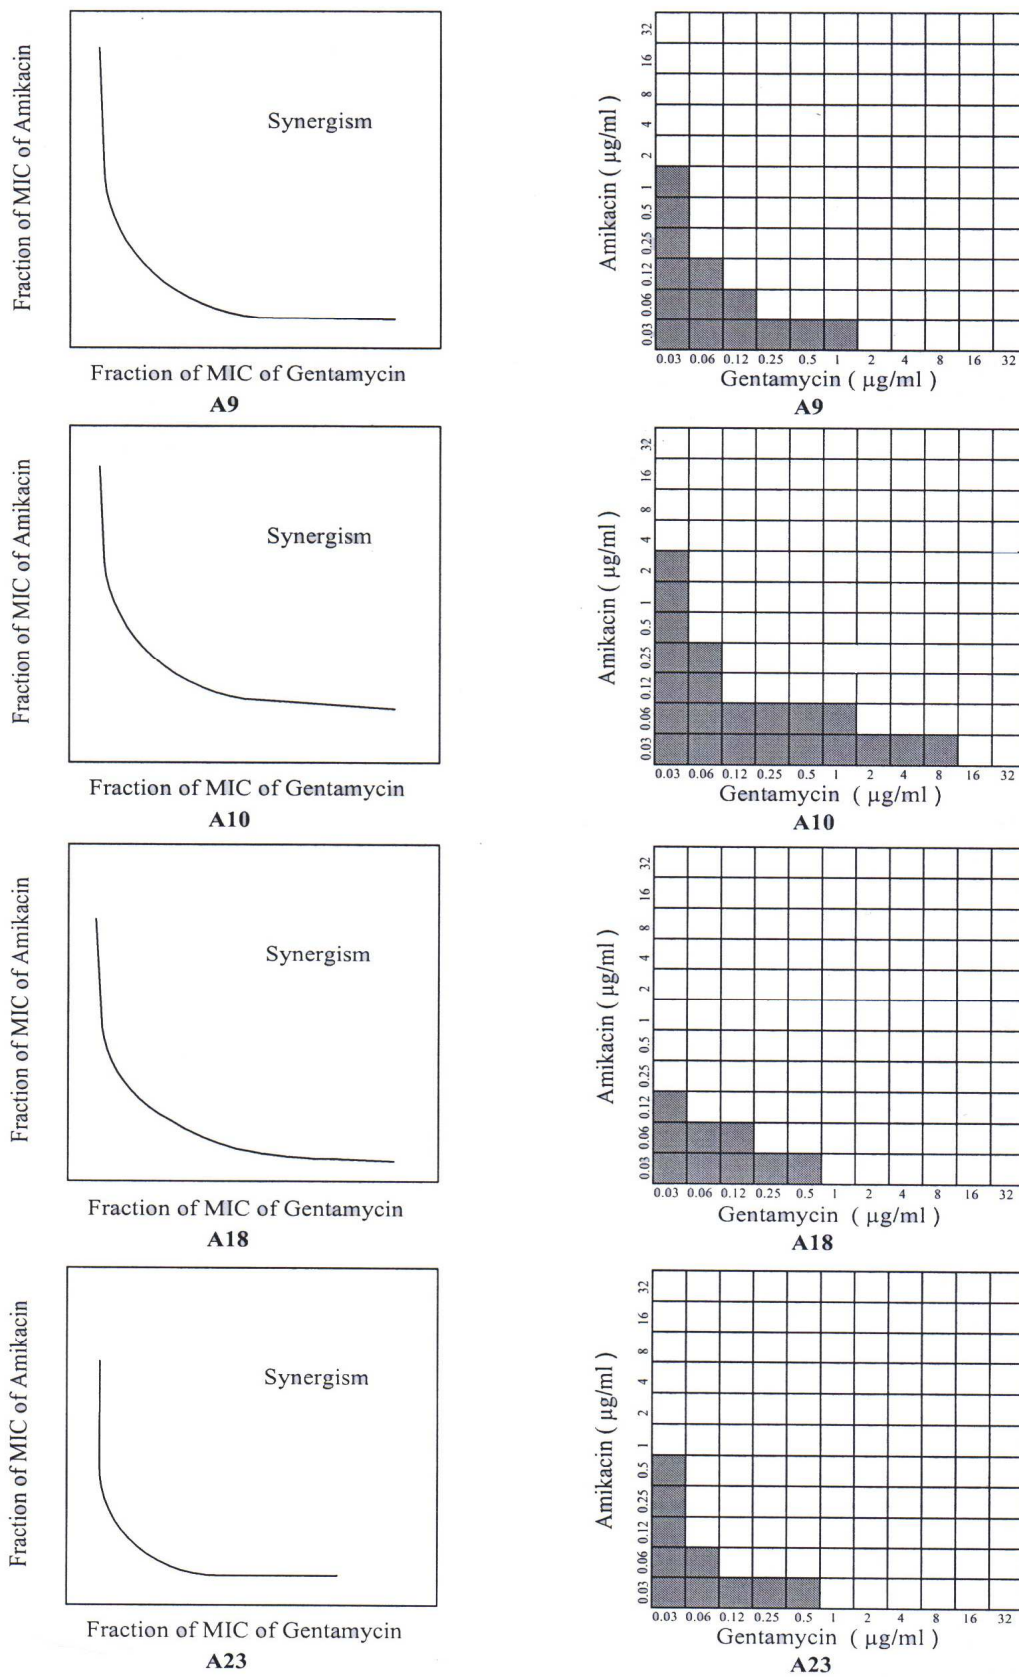 Fraction of MIC of Amikacin
Synergism
Fraction of MIC of Gentamycin
A9
Amikacin ( μg/ml )
32
16
8
4
2
1
0.5
0.25
0.12
0.06
0.03
0.03 0.06 0.12 0.25 0.5 1 2 4 8 16 32
Gentamycin ( μg/ml )
A9
Fraction of MIC of Amikacin
Synergism
Fraction of MIC of Gentamycin
A10
Amikacin ( μg/ml )
32
16
8
4
2
1
0.5
0.25
0.12
0.06
0.03
0.03 0.06 0.12 0.25 0.5 1 2 4 8 16 32
Gentamycin ( μg/ml )
A10
Fraction of MIC of Amikacin
Synergism
Fraction of MIC of Gentamycin
A18
Amikacin ( μg/ml )
32
16
8
4
2
1
0.5
0.25
0.12
0.06
0.03
0.03 0.06 0.12 0.25 0.5 1 2 4 8 16 32
Gentamycin ( μg/ml )
A18
Fraction of MIC of Amikacin
Synergism
Fraction of MIC of Gentamycin
A23
Amikacin ( μg/ml )
32
16
8
4
2
1
0.5
0.25
0.12
0.06
0.03
0.03 0.06 0.12 0.25 0.5 1 2 4 8 16 32
Gentamycin ( μg/ml )
A23